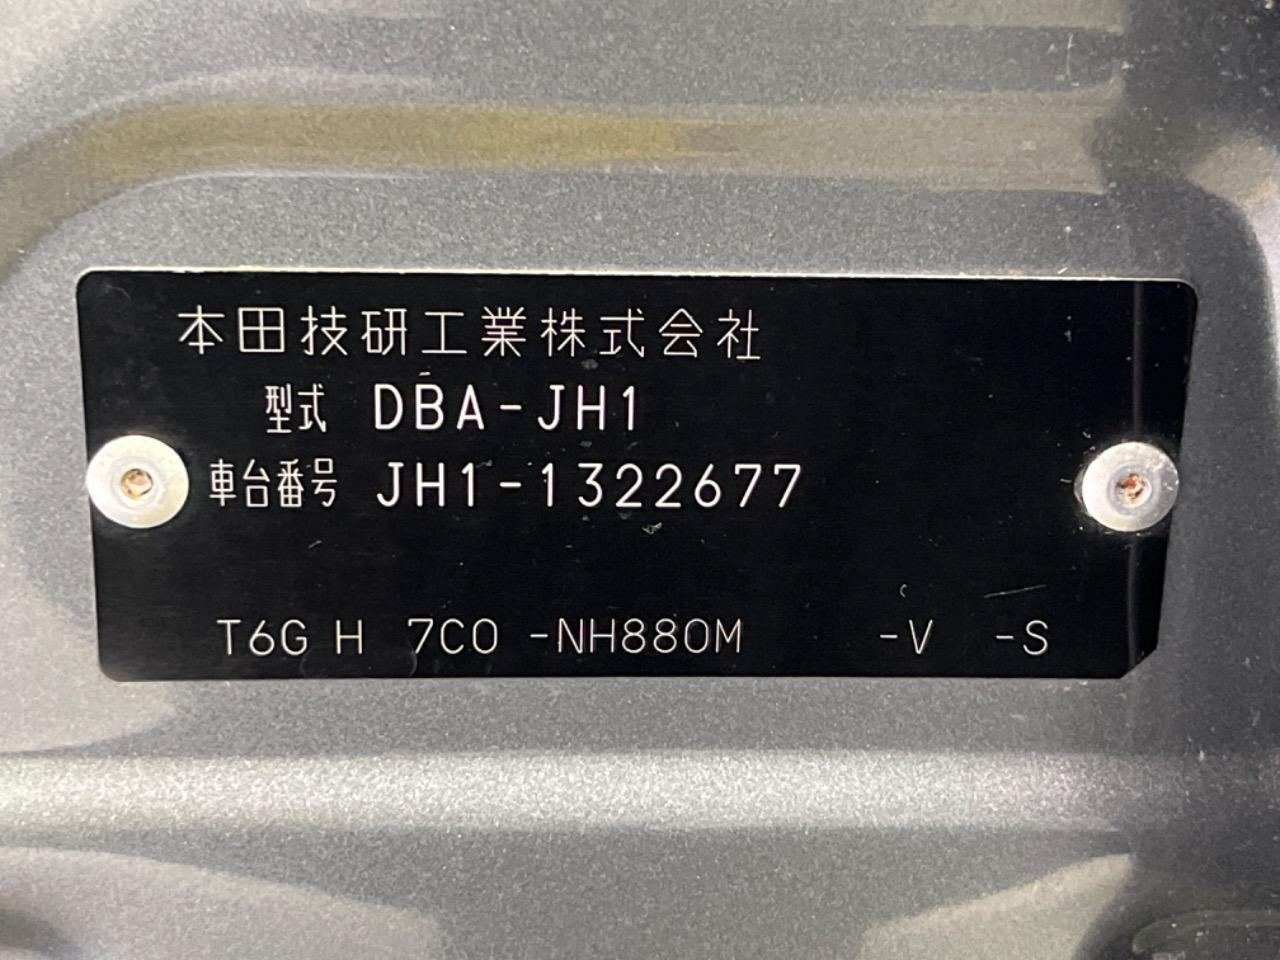 本田技研工業株式会社
型式 DBA-JH1
車台番号 JH1-1322677
T6G H 7C0 -NH880M -V -S